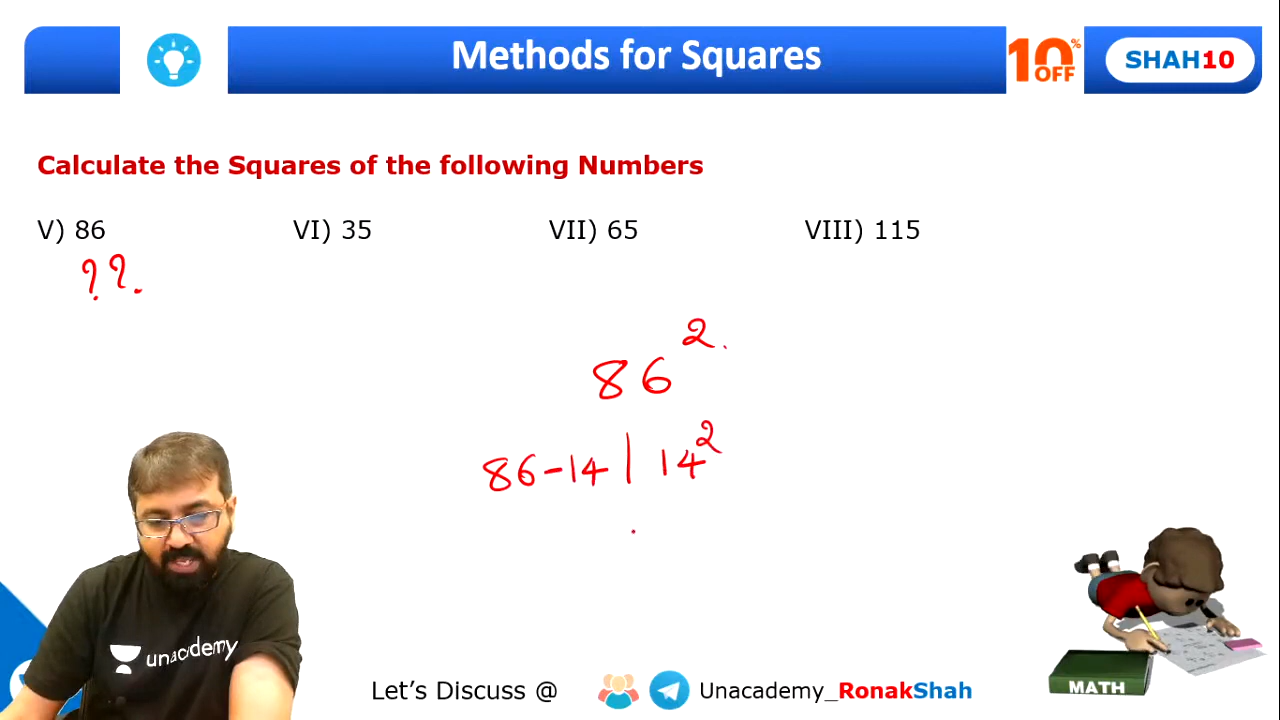 Methods for Squares
10% OFF
SHAH10
Calculate the Squares of the following Numbers
V) 86 VI) 35 VII) 65 VIII) 115
??.
86²
86-14 | 14²
unacademy
MATH
Let’s Discuss @ Unacademy_RonakShah